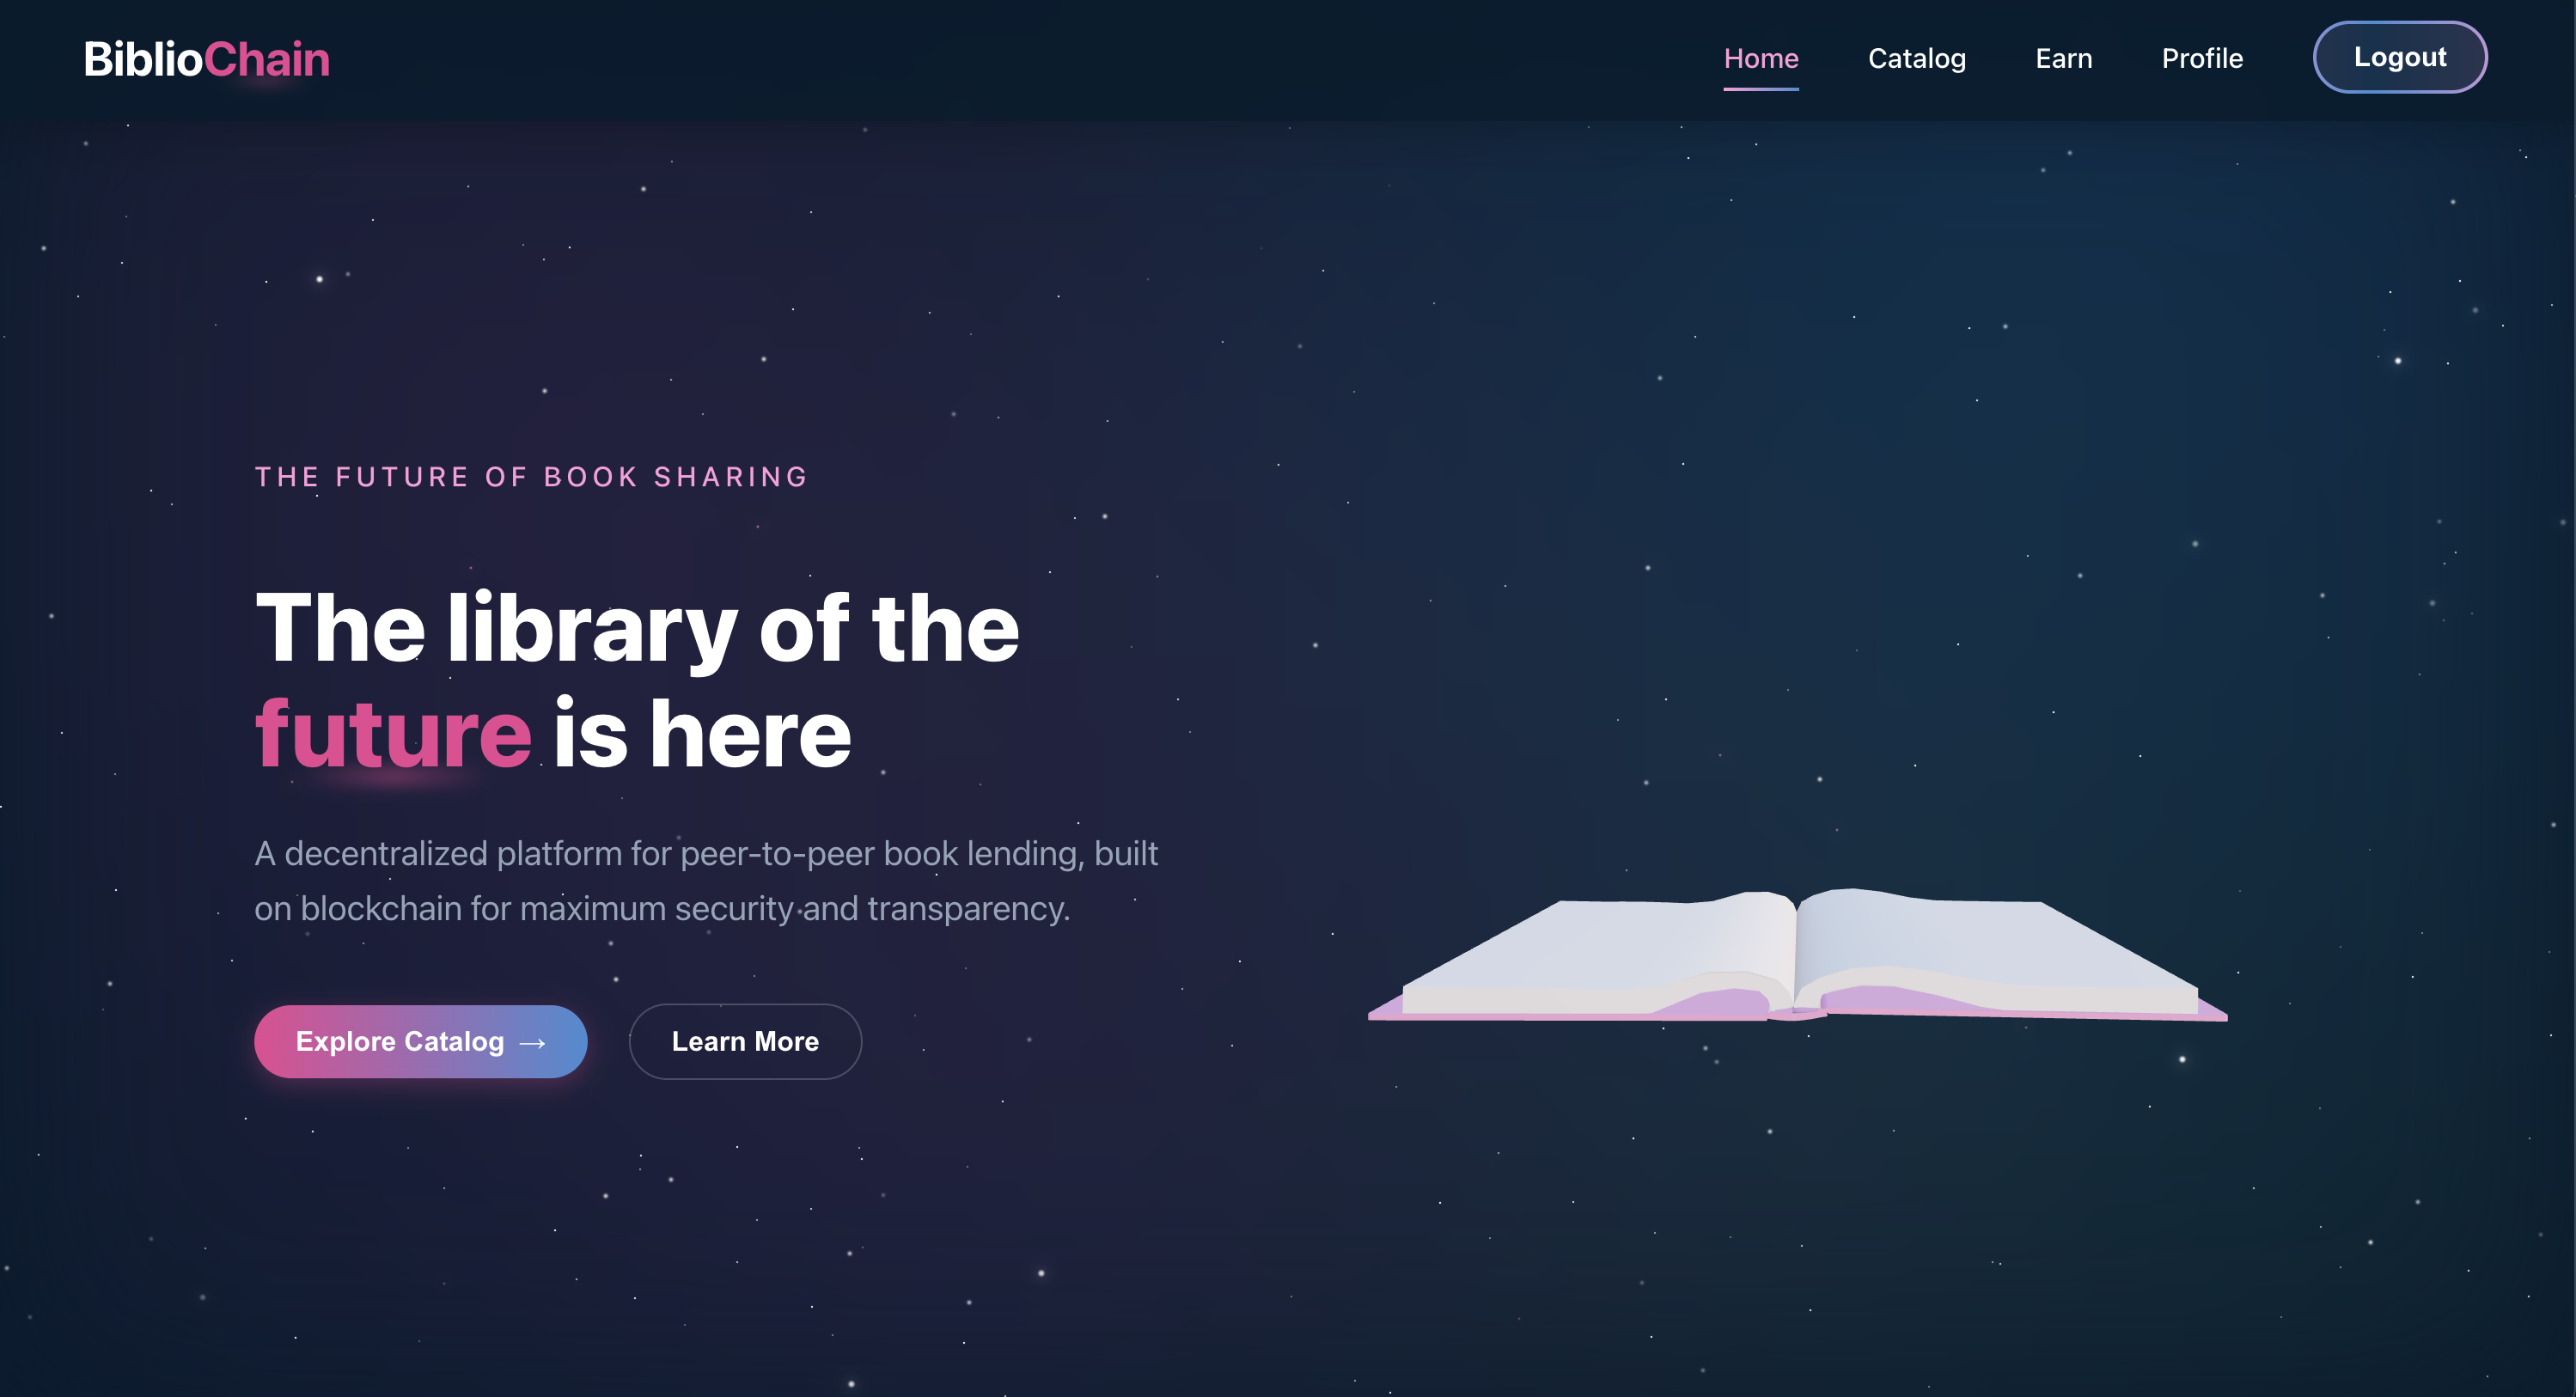 BiblioChain
Home
Catalog
Earn
Profile
Logout
THE FUTURE OF BOOK SHARING
The library of the
future is here
A decentralized platform for peer-to-peer book lending, built
on blockchain for maximum security and transparency.
Explore Catalog →
Learn More